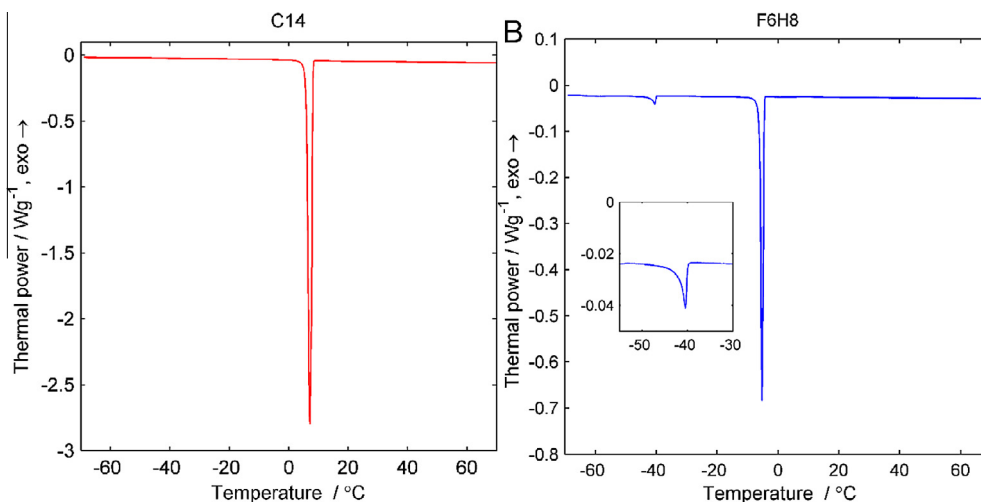 C14
0
-0.5
-1
-1.5
-2
-2.5
-3
-60 -40 -20 0 20 40 60
Temperature / °C
Thermal power / Wg⁻¹, exo →
B
F6H8
0.1
0
-0.1
-0.2
-0.3
-0.4
-0.5
-0.6
-0.7
-0.8
-60 -40 -20 0 20 40 60
Temperature / °C
Thermal power / Wg⁻¹, exo →
0
-0.02
-0.04
-50 -40 -30